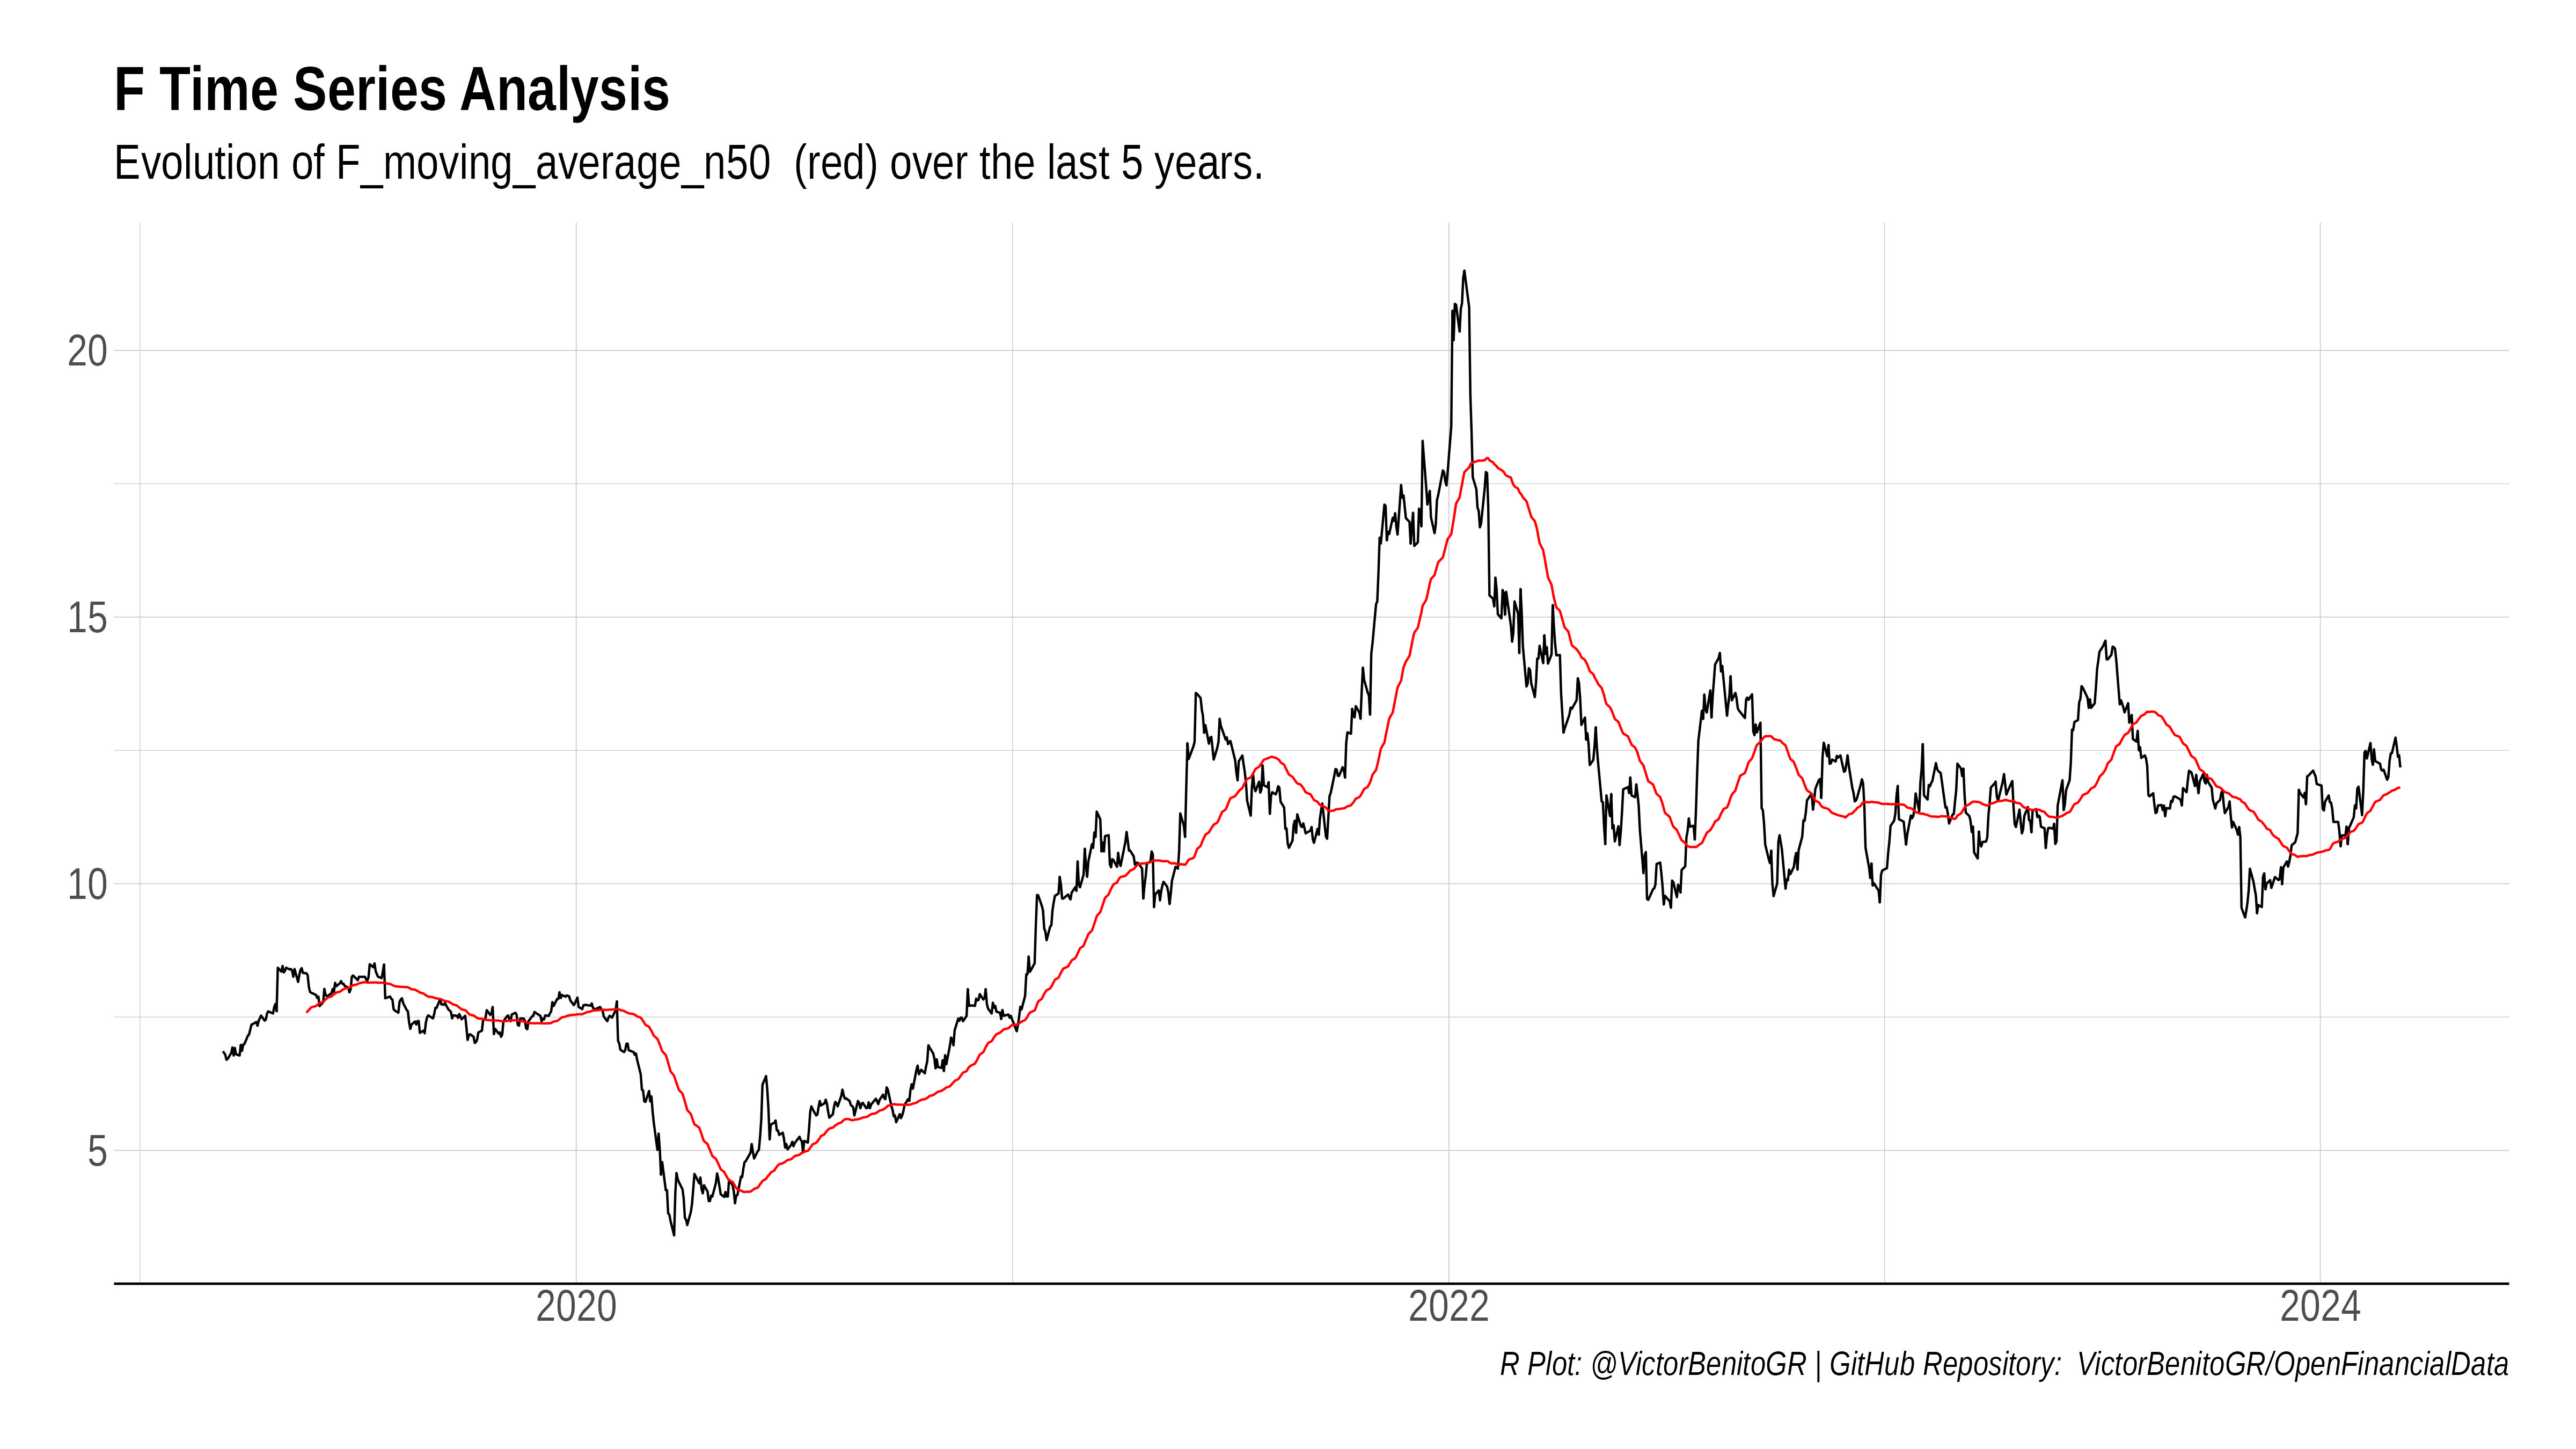 F Time Series Analysis
Evolution of F_moving_average_n50  (red) over the last 5 years.
20
15
10
5
2020
2022
2024
R Plot: @VictorBenitoGR | GitHub Repository:  VictorBenitoGR/OpenFinancialData